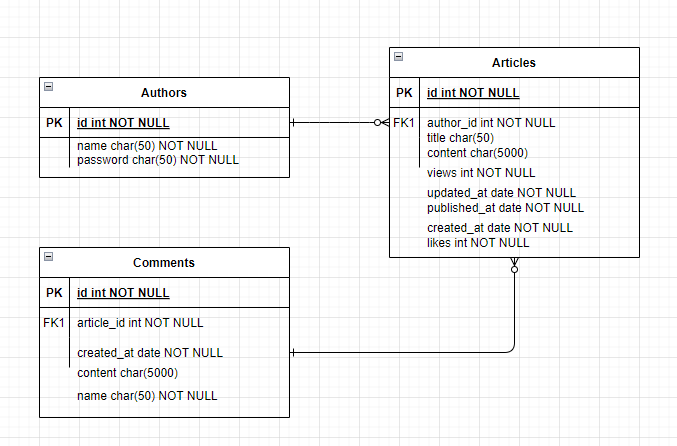 Authors
PK id int NOT NULL
name char(50) NOT NULL
password char(50) NOT NULL
Articles
PK id int NOT NULL
FK1 author_id int NOT NULL
title char(50)
content char(5000)
views int NOT NULL
updated_at date NOT NULL
published_at date NOT NULL
created_at date NOT NULL
likes int NOT NULL
Comments
PK id int NOT NULL
FK1 article_id int NOT NULL
created_at date NOT NULL
content char(5000)
name char(50) NOT NULL